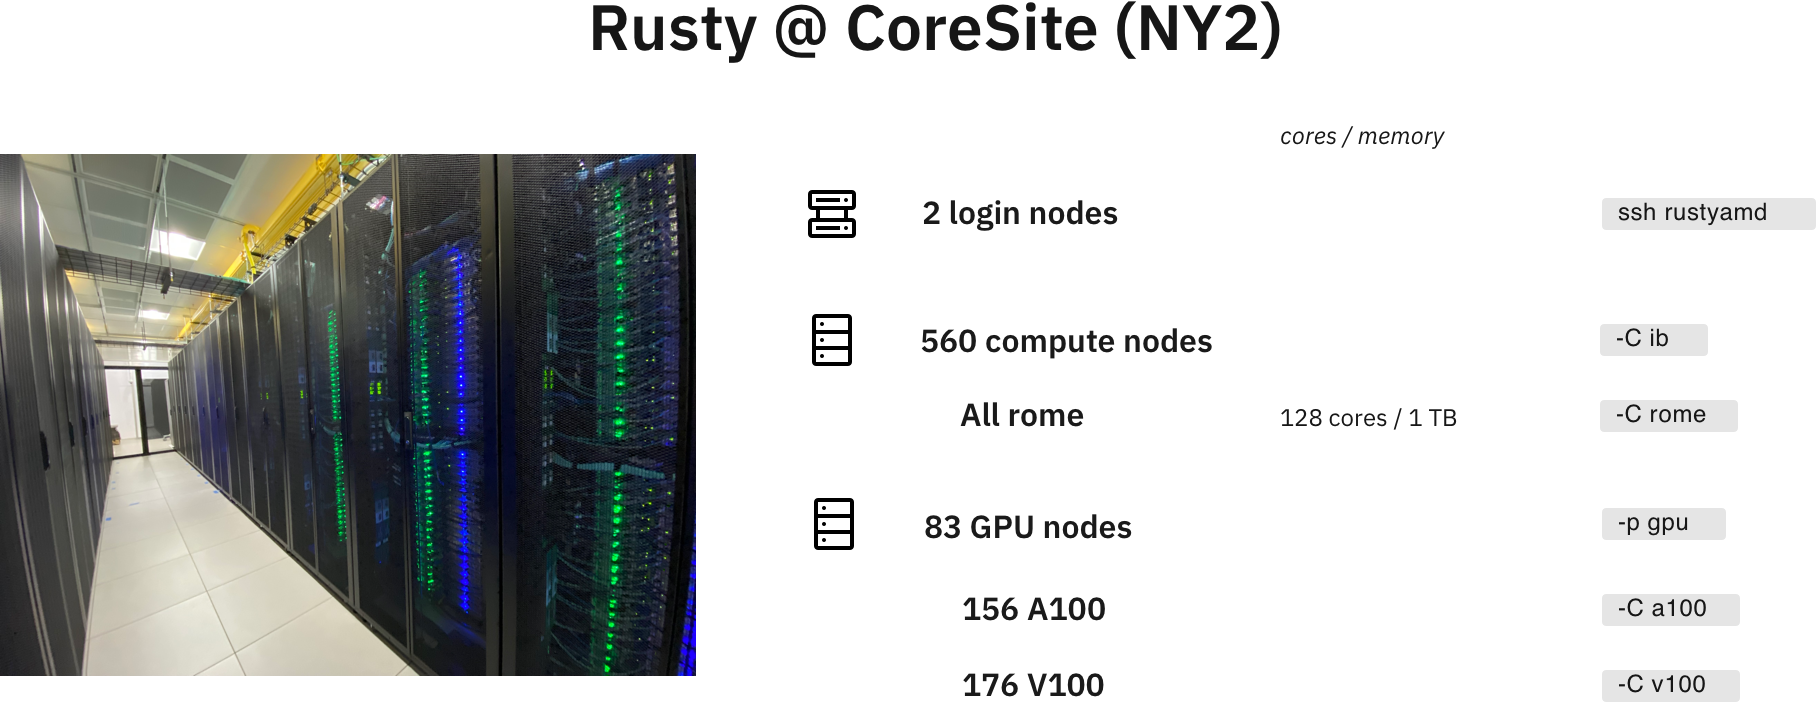 Rusty @ CoreSite (NY2)
cores / memory
2 login nodes
ssh rustyamd
560 compute nodes
-C ib
All rome
128 cores / 1 TB
-C rome
83 GPU nodes
-p gpu
156 A100
-C a100
176 V100
-C v100